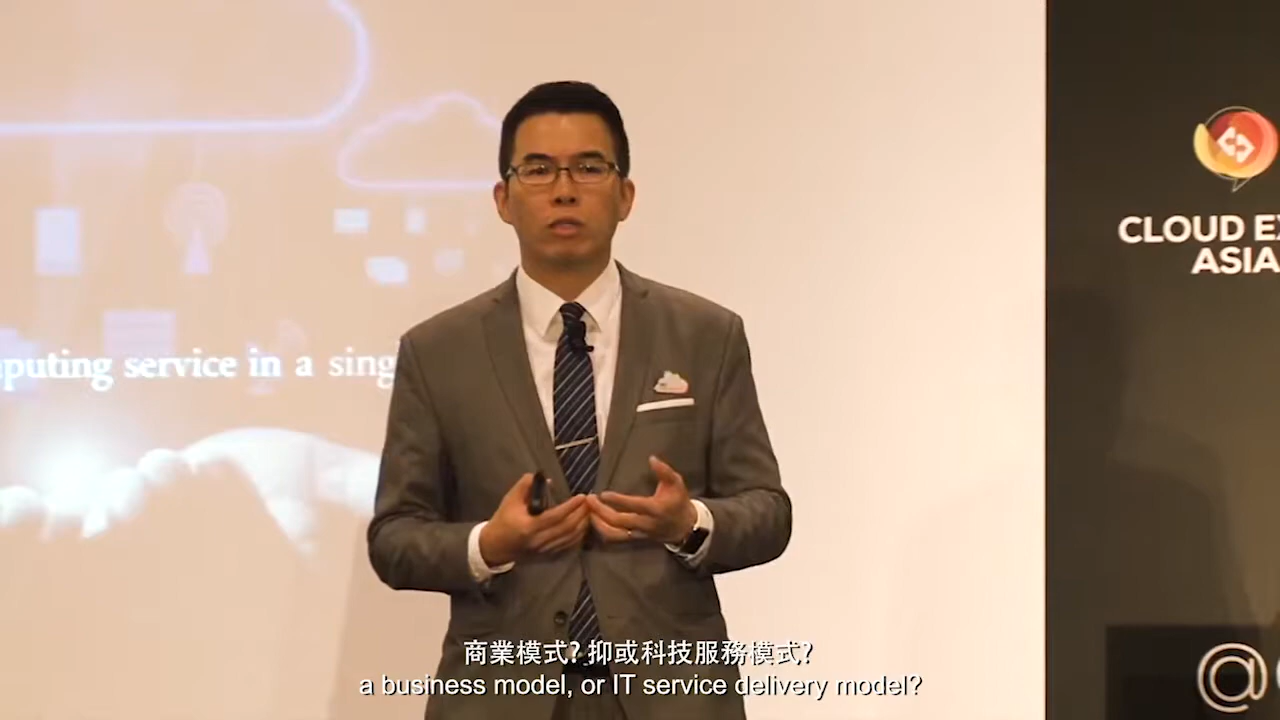 puting service in a sing
CLOUD EX
ASIA
@
商業模式? 抑或科技服務模式?
a business model, or IT service delivery model?